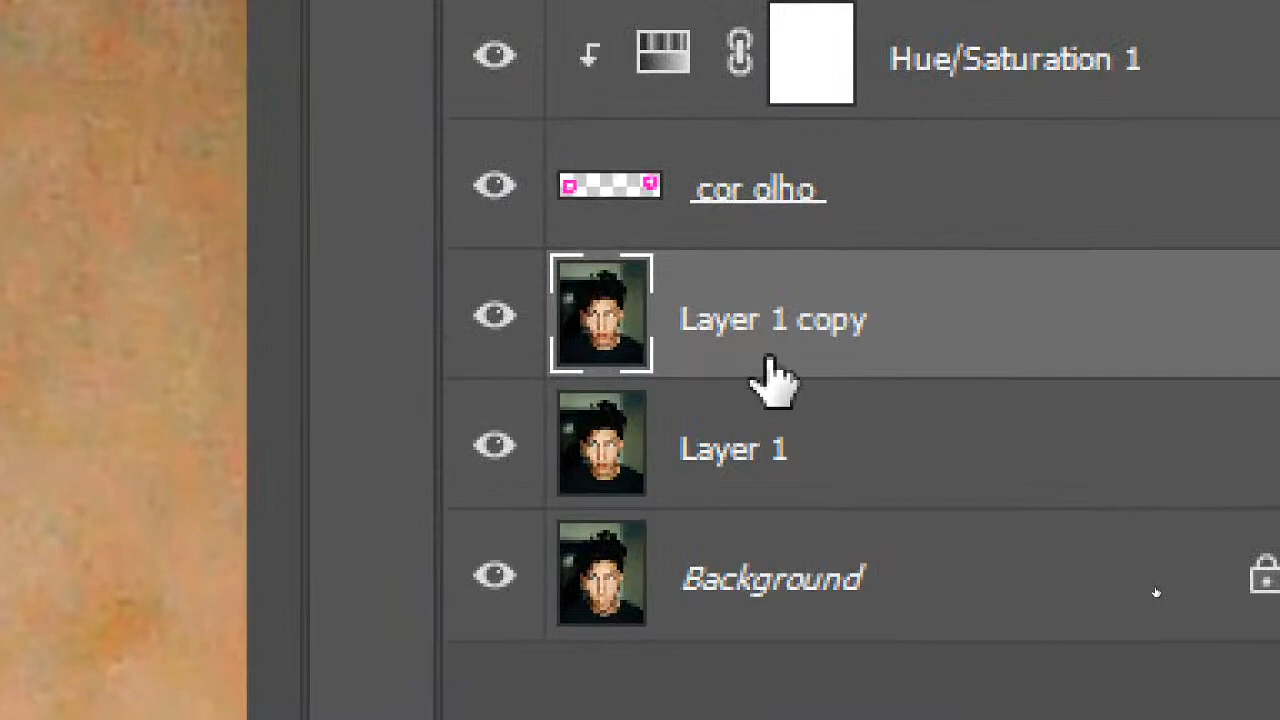 Hue/Saturation 1
cor olho
Layer 1 copy
Layer 1
Background